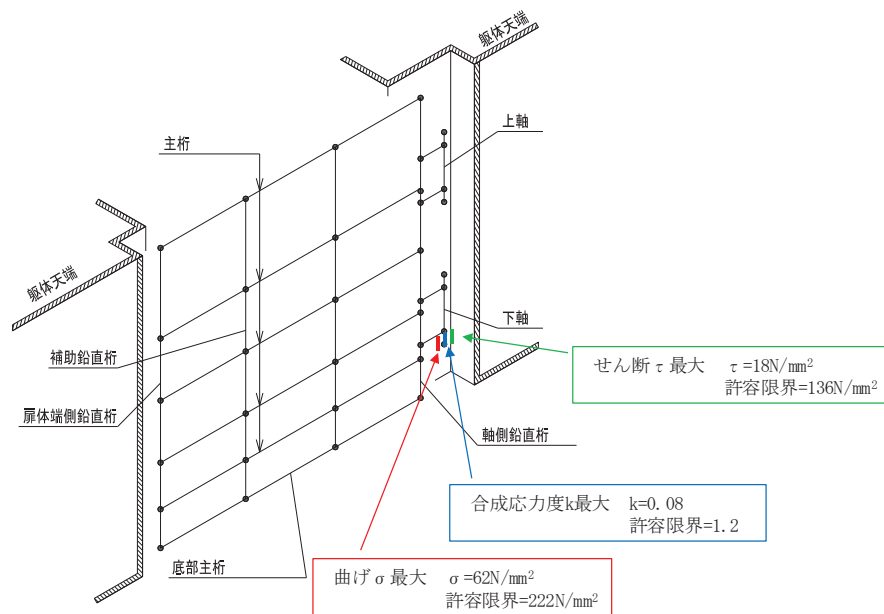 躯体天端
上軸
主桁
躯体天端
下軸
補助鉛直桁
扉体端側鉛直桁
軸側鉛直桁
底部主桁
せん断τ最大 τ=18N/mm²
許容限界=136N/mm²
合成応力度k最大 k=0.08
許容限界=1.2
曲げσ最大 σ=62N/mm²
許容限界=222N/mm²